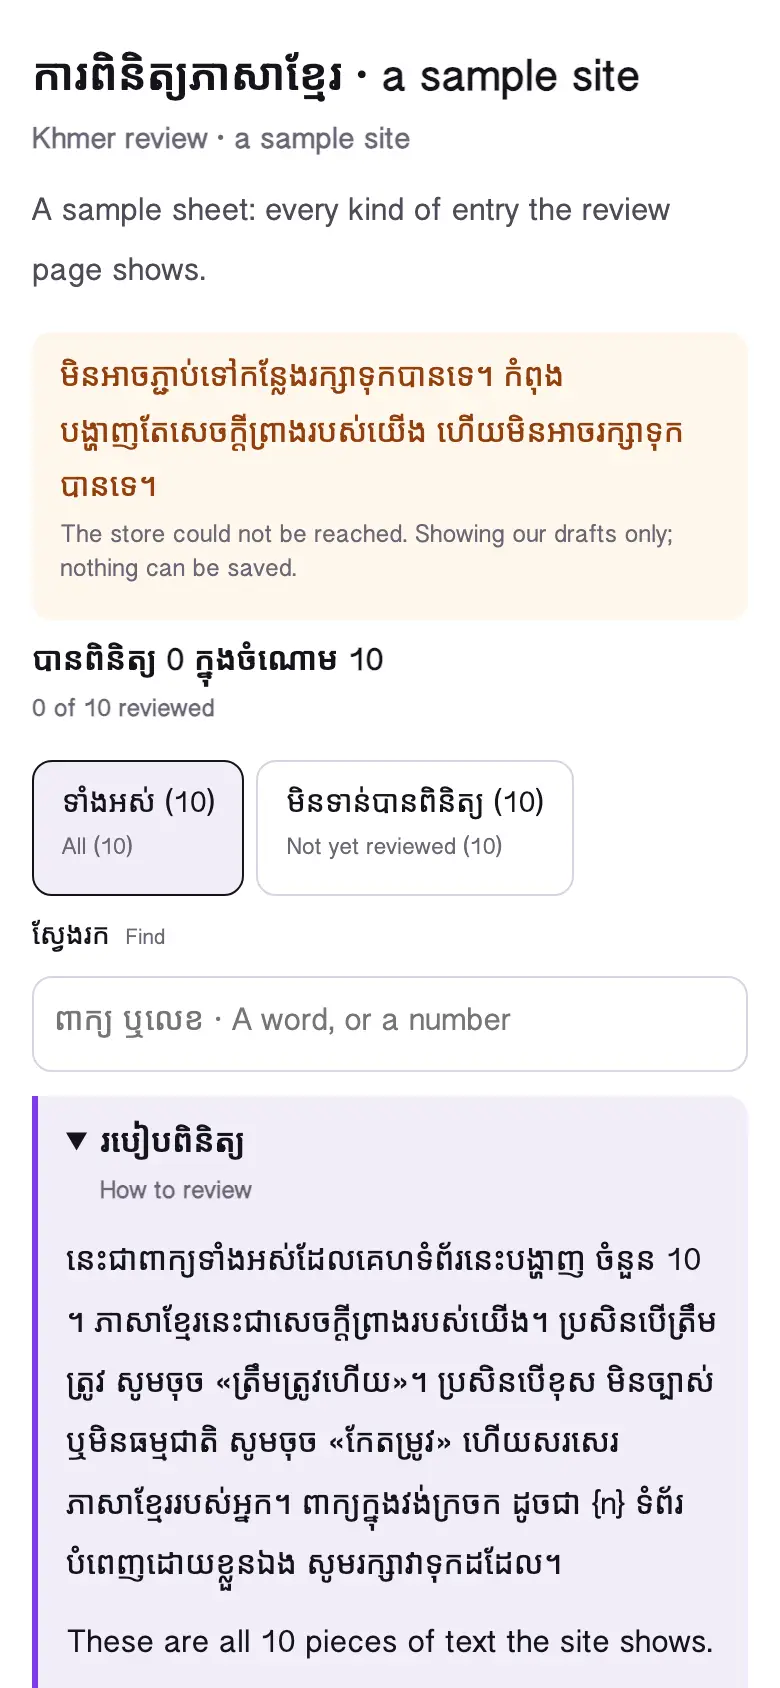 ការពិនិត្យភាសាខ្មែរ · a sample site
Khmer review · a sample site
A sample sheet: every kind of entry the review
page shows.
មិនអាចភ្ជាប់ទៅកន្លែងរក្សាទុកបានទេ។ កំពុង
បង្ហាញតែសេចក្ដីព្រាងរបស់យើង ហើយមិនអាចរក្សាទុក
បានទេ។
The store could not be reached. Showing our drafts only;
nothing can be saved.
បានពិនិត្យ 0 ក្នុងចំណោម 10
0 of 10 reviewed
ទាំងអស់ (10)
All (10)
មិនទាន់បានពិនិត្យ (10)
Not yet reviewed (10)
ស្វែងរក Find
ពាក្យ ឬលេខ · A word, or a number
▼ របៀបពិនិត្យ
How to review
នេះជាពាក្យទាំងអស់ដែលគេហទំព័រនេះបង្ហាញ ចំនួន 10
។ ភាសាខ្មែរនេះជាសេចក្ដីព្រាងរបស់យើង។ ប្រសិនបើត្រឹម
ត្រូវ សូមចុច «ត្រឹមត្រូវហើយ»។ ប្រសិនបើខុស មិនច្បាស់
ឬមិនធម្មជាតិ សូមចុច «កែតម្រូវ» ហើយសរសេរ
ភាសាខ្មែររបស់អ្នក។ ពាក្យក្នុងវង់ក្រចក ដូចជា {n} ទំព័រ
បំពេញដោយខ្លួនឯង សូមរក្សាវាទុកដដែល។
These are all 10 pieces of text the site shows.